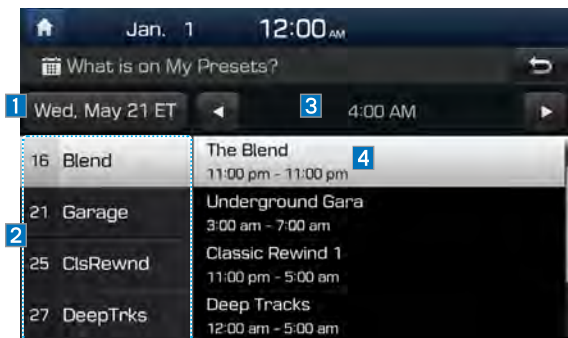 Jan. 1 12:00 AM
What is on My Presets?
1 Wed, May 21 ET 3 4:00 AM
16 Blend
The Blend 4
11:00 pm - 11:00 pm
2
21 Garage
Underground Gara
3:00 am - 7:00 am
25 ClsRewnd
Classic Rewind 1
11:00 pm - 5:00 am
27 DeepTrks
Deep Tracks
12:00 am - 5:00 am